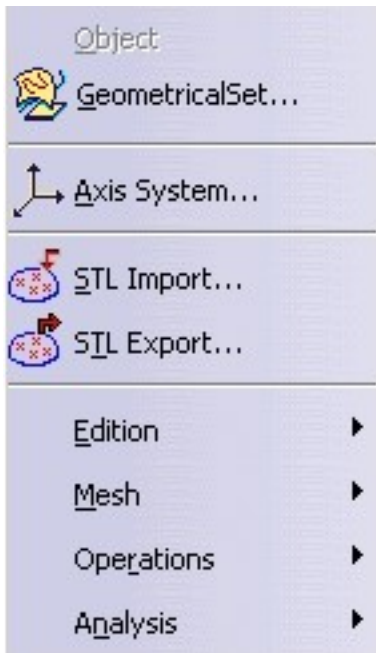 Object
GeometricalSet...
Axis System...
STL Import...
STL Export...
Edition
Mesh
Operations
Analysis